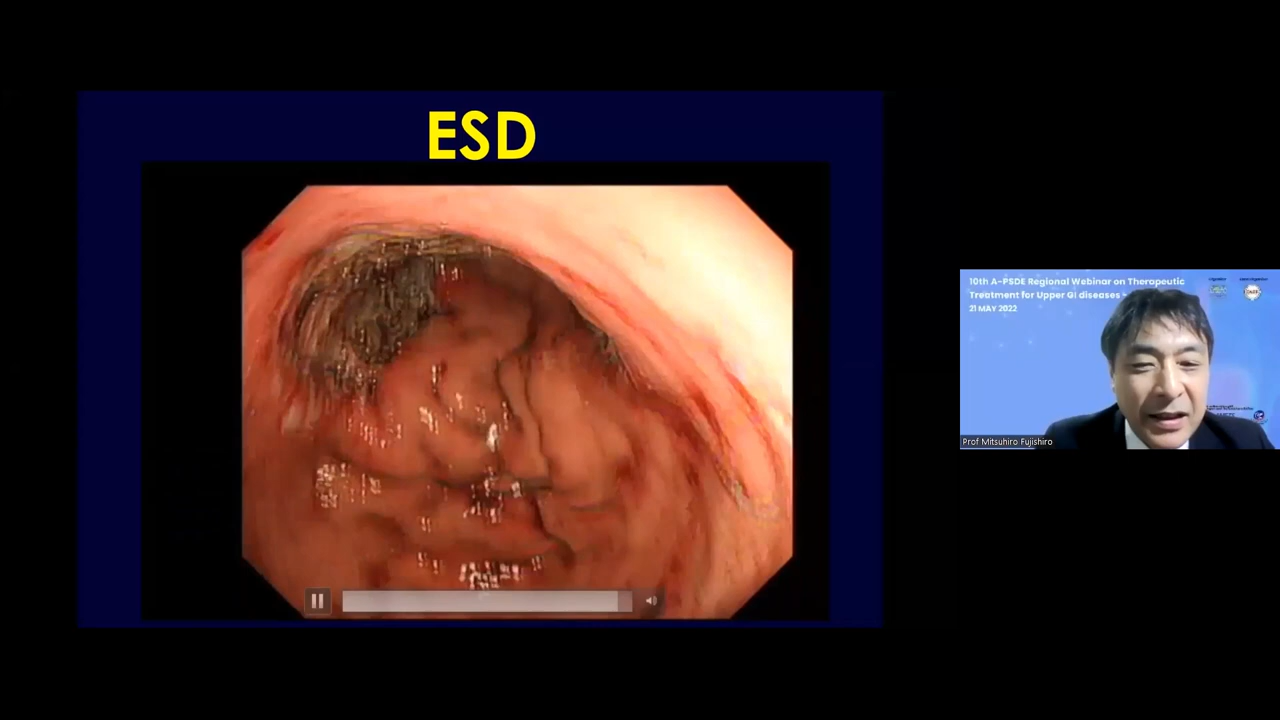 ESD
10th A-PSDE Regional Webinar on Therapeutic
Treatment for Upper GI diseases
21 MAY 2022
Prof Mitsuhiro Fujishiro